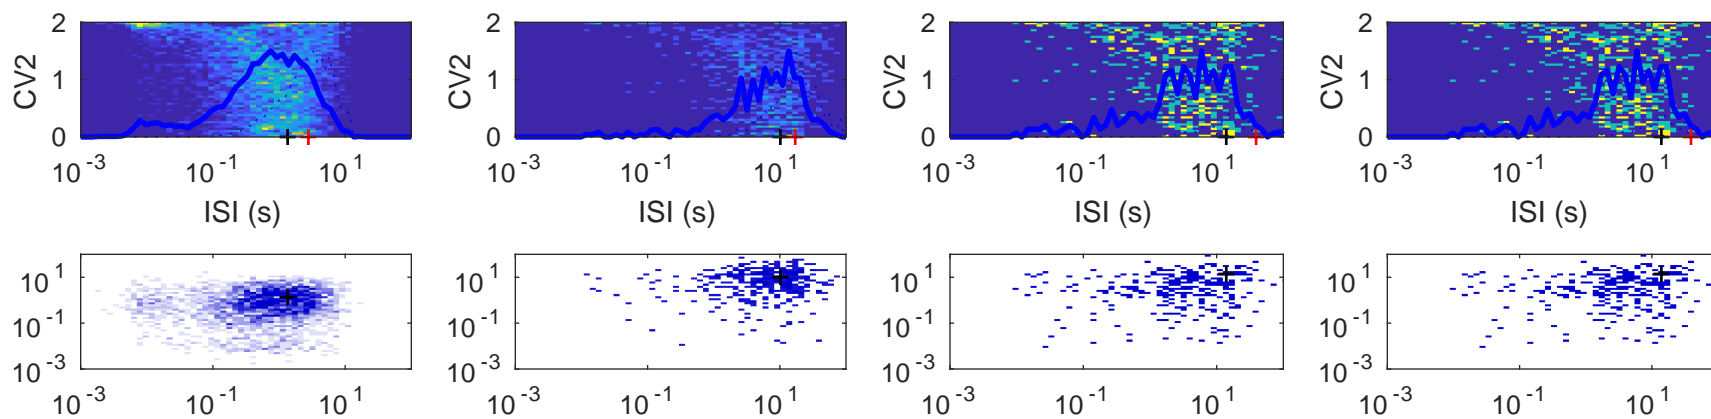 2 2 2 2
CV2 CV2 CV2 CV2
1 1 1 1
0 0 0 0
10^-3 10^-1 10^1 10^-3 10^-1 10^1 10^-3 10^-1 10^1 10^-3 10^-1 10^1
ISI (s) ISI (s) ISI (s) ISI (s)
10^1 10^1 10^1 10^1
10^-1 10^-1 10^-1 10^-1
10^-3 10^-3 10^-3 10^-3
10^-3 10^-1 10^1 10^-3 10^-1 10^1 10^-3 10^-1 10^1 10^-3 10^-1 10^1